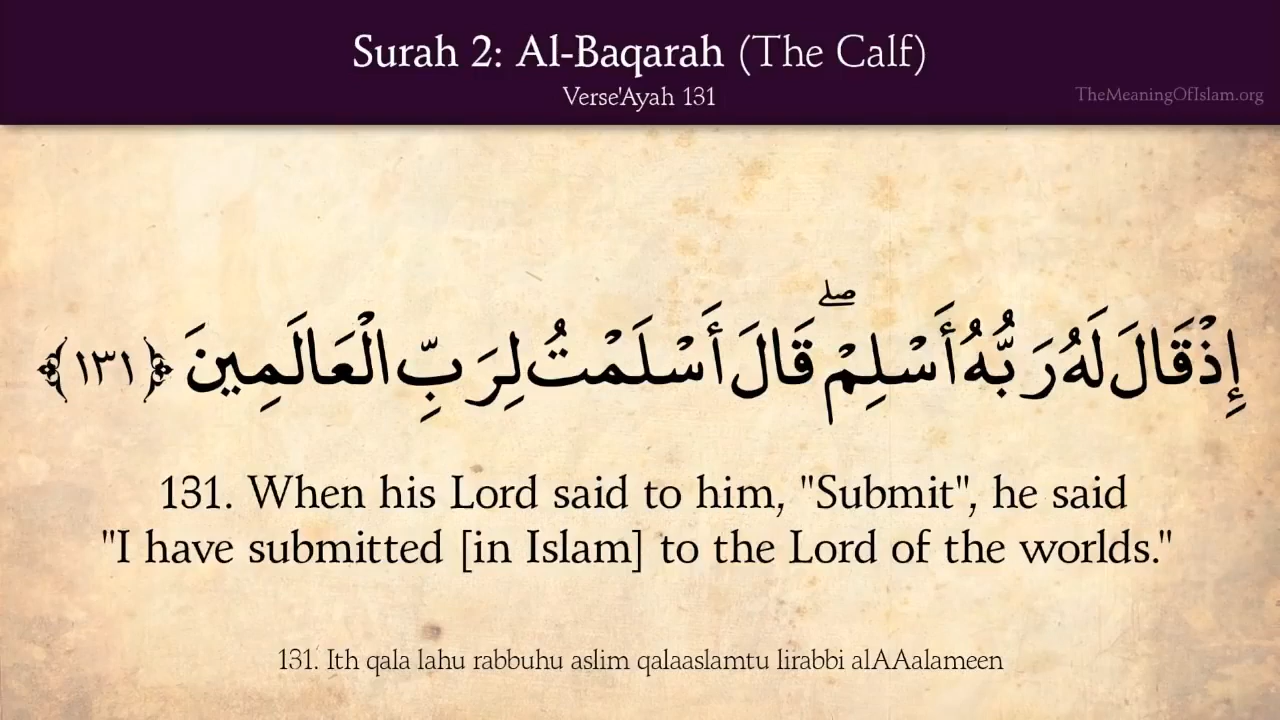 Surah 2: Al-Baqarah (The Calf)
Verse'Ayah 131
TheMeaningOfIslam.org
إِذْ قَالَ لَهُ رَبُّهُ أَسْلِمْ ۖ قَالَ أَسْلَمْتُ لِرَبِّ الْعَالَمِينَ ﴿١٣١﴾
131. When his Lord said to him, "Submit", he said
"I have submitted [in Islam] to the Lord of the worlds."
131. Ith qala lahu rabbuhu aslim qalaaslamtu lirabbi alAAalameen